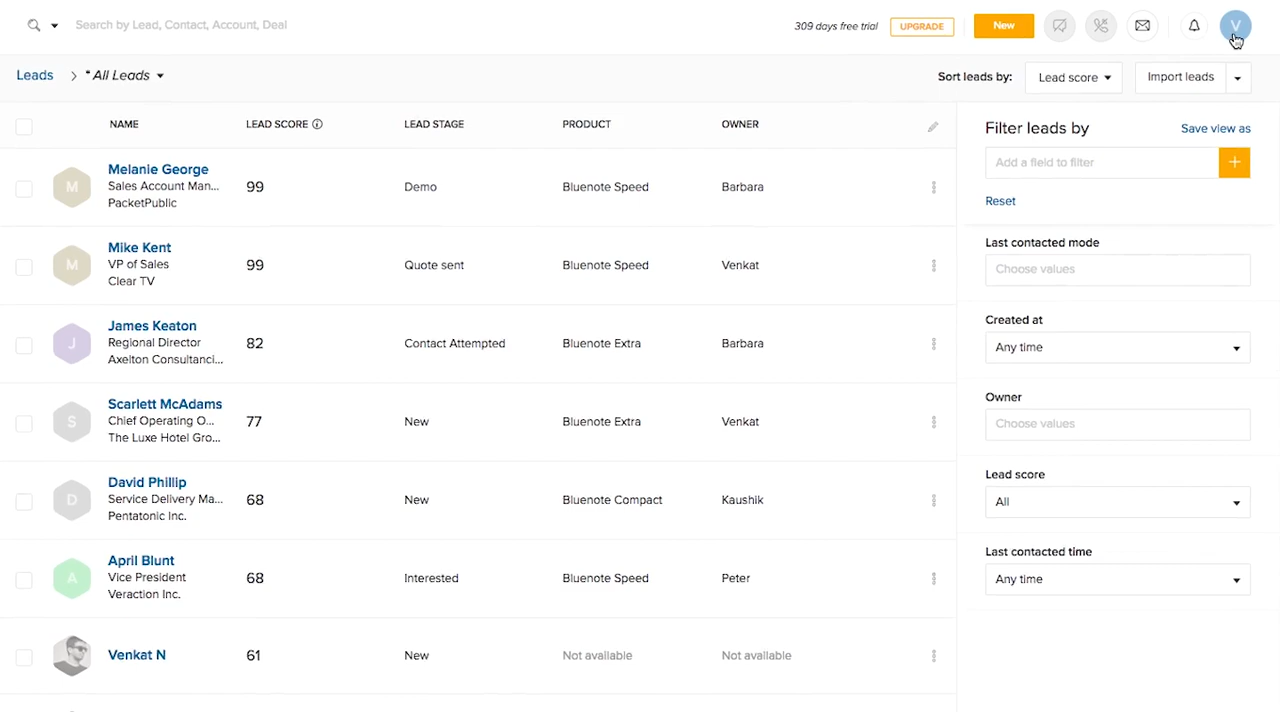 Search by Lead, Contact, Account, Deal
309 days free trial
UPGRADE
New
V
Leads
* All Leads
Sort leads by:
Lead score
Import leads
NAME
LEAD SCORE
LEAD STAGE
PRODUCT
OWNER
M
Melanie George
Sales Account Man...
PacketPublic
99
Demo
Bluenote Speed
Barbara
M
Mike Kent
VP of Sales
Clear TV
99
Quote sent
Bluenote Speed
Venkat
J
James Keaton
Regional Director
Axelton Consultanci...
82
Contact Attempted
Bluenote Extra
Barbara
S
Scarlett McAdams
Chief Operating O...
The Luxe Hotel Gro...
77
New
Bluenote Extra
Venkat
D
David Phillip
Service Delivery Ma...
Pentatonic Inc.
68
New
Bluenote Compact
Kaushik
A
April Blunt
Vice President
Veraction Inc.
68
Interested
Bluenote Speed
Peter
Venkat N
61
New
Not available
Not available
Filter leads by
Save view as
Add a field to filter
+
Reset
Last contacted mode
Choose values
Created at
Any time
Owner
Choose values
Lead score
All
Last contacted time
Any time